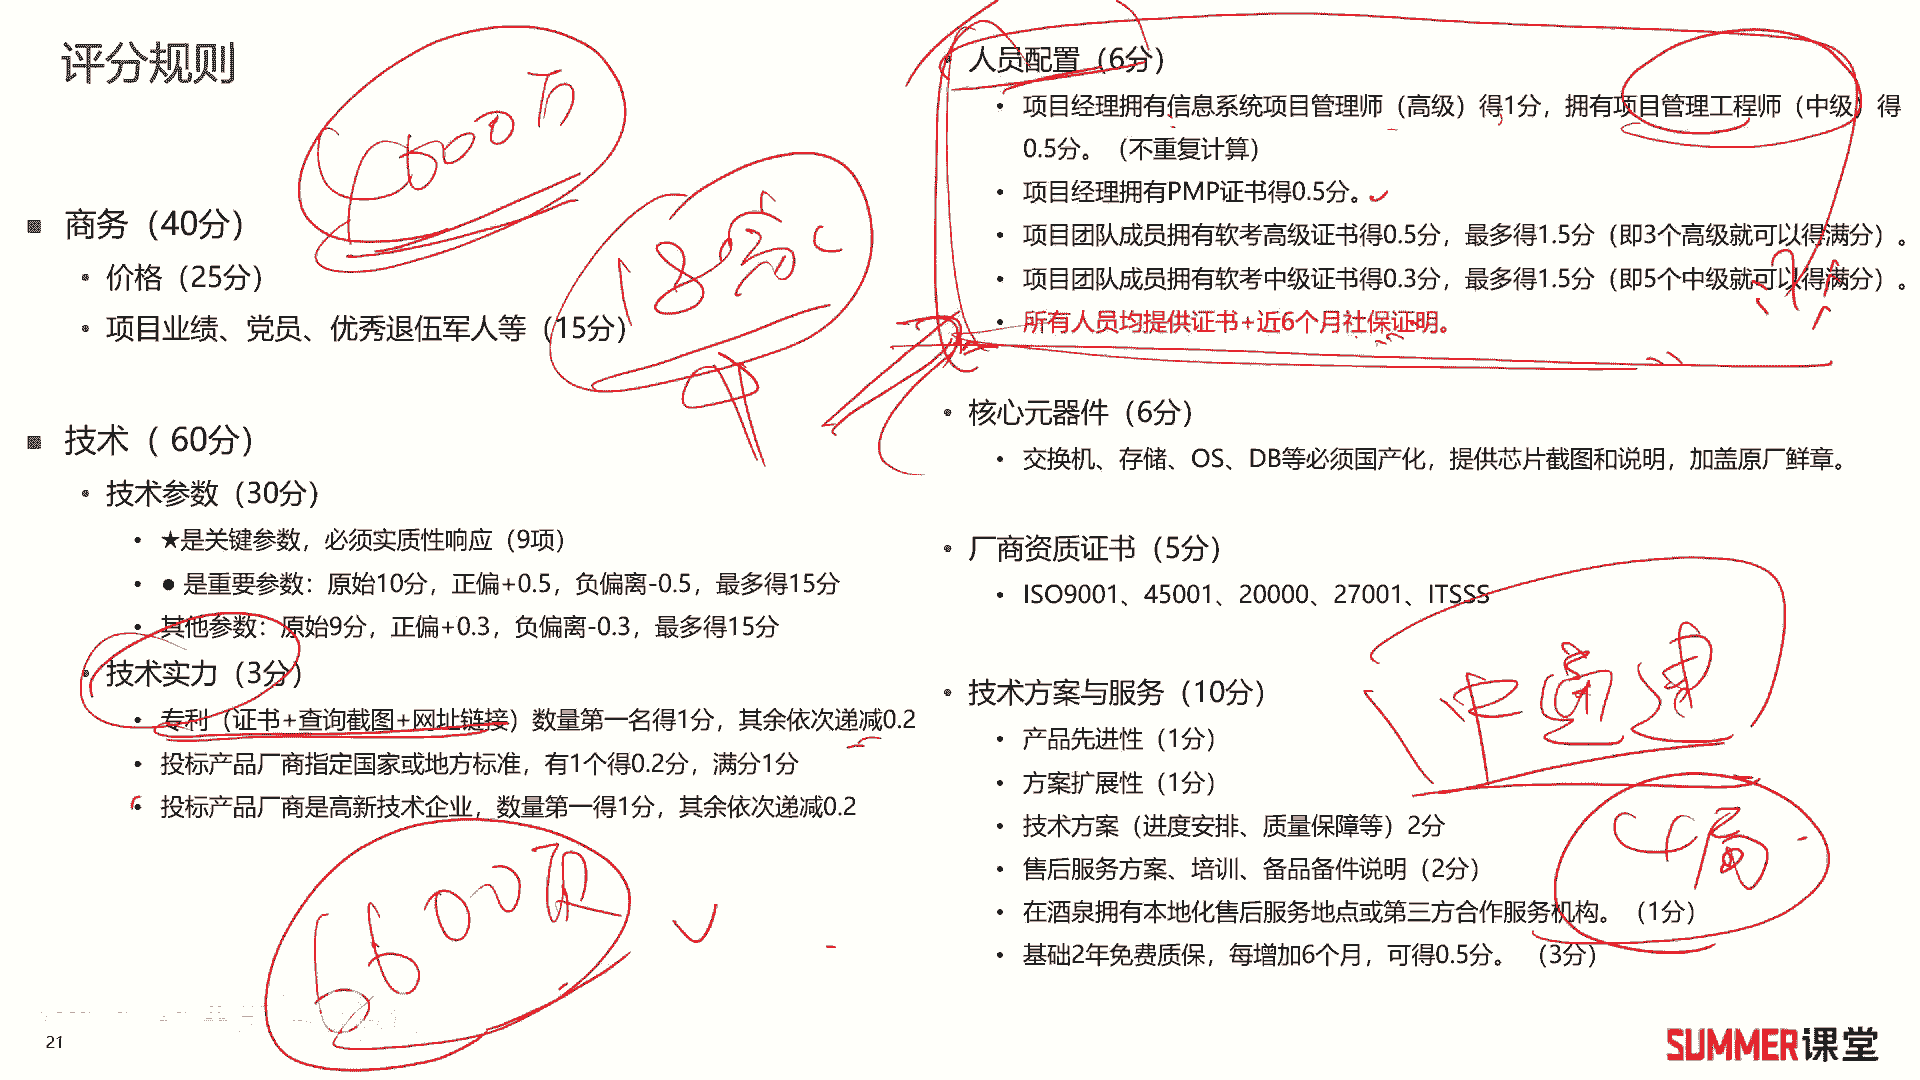 评分规则
商务（40分）
价格（25分）
项目业绩、党员、优秀退伍军人等（15分）
技术（ 60分）
技术参数（30分）
★是关键参数，必须实质性响应（9项）
● 是重要参数：原始10分，正偏+0.5，负偏离-0.5，最多得15分
其他参数：原始9分，正偏+0.3，负偏离-0.3，最多得15分
技术实力（3分）
专利（证书+查询截图+网址链接）数量第一名得1分，其余依次递减0.2
投标产品厂商指定国家或地方标准，有1个得0.2分，满分1分
投标产品厂商是高新技术企业，数量第一得1分，其余依次递减0.2
6600万
21
人员配置（6分）
项目经理拥有信息系统项目管理师（高级）得1分，拥有项目管理工程师（中级）得
0.5分。（不重复计算）
项目经理拥有PMP证书得0.5分。
项目团队成员拥有软考高级证书得0.5分，最多得1.5分（即3个高级就可以得满分）。
项目团队成员拥有软考中级证书得0.3分，最多得1.5分（即5个中级就可以得满分）。
所有人员均提供证书+近6个月社保证明。
核心元器件（6分）
交换机、存储、OS、DB等必须国产化，提供芯片截图和说明，加盖原厂鲜章。
厂商资质证书（5分）
ISO9001、45001、20000、27001、ITSSS
技术方案与服务（10分）
产品先进性（1分）
方案扩展性（1分）
技术方案（进度安排、质量保障等）2分
售后服务方案、培训、备品备件说明（2分）
在酒泉拥有本地化售后服务地点或第三方合作服务机构。（1分）
基础2年免费质保，每增加6个月，可得0.5分。 （3分）
中通建
SUMMER课堂